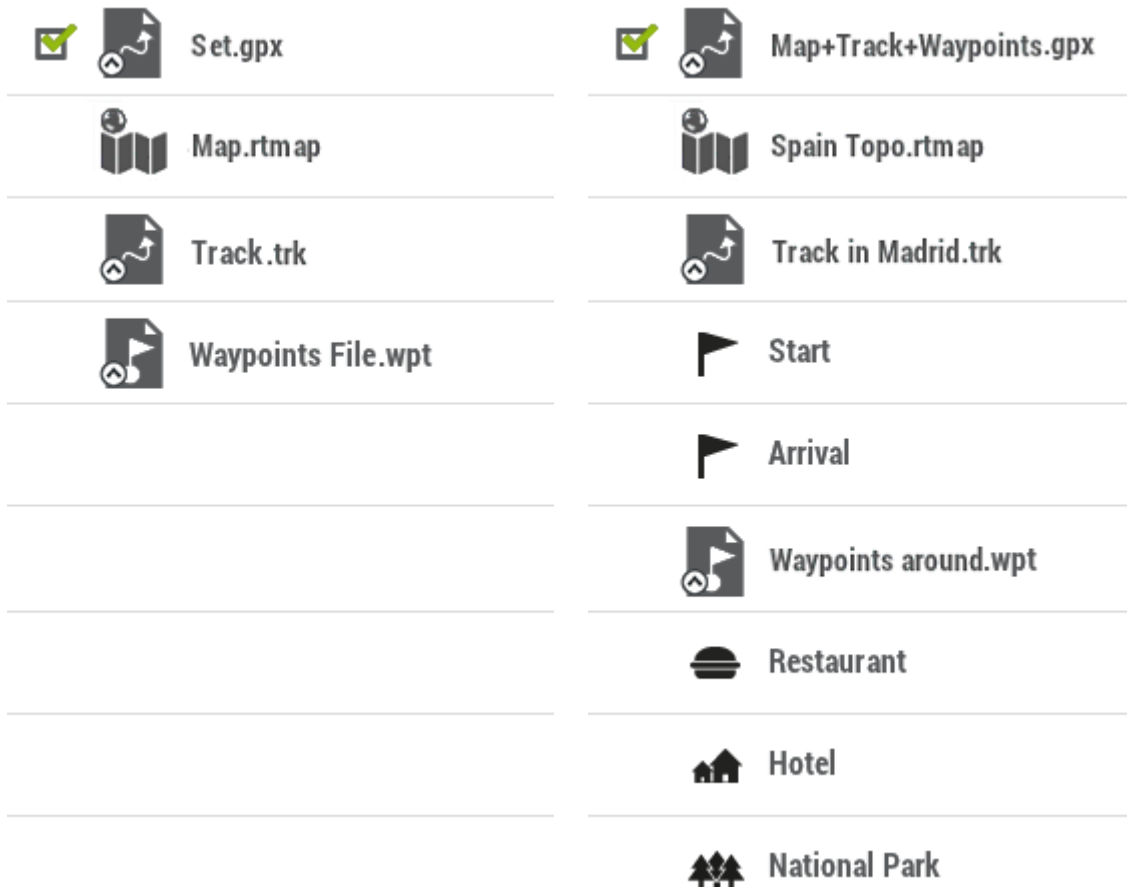 Set.gpx
Map.rtmap
Track.trk
Waypoints File.wpt
Map+Track+Waypoints.gpx
Spain Topo.rtmap
Track in Madrid.trk
Start
Arrival
Waypoints around.wpt
Restaurant
Hotel
National Park